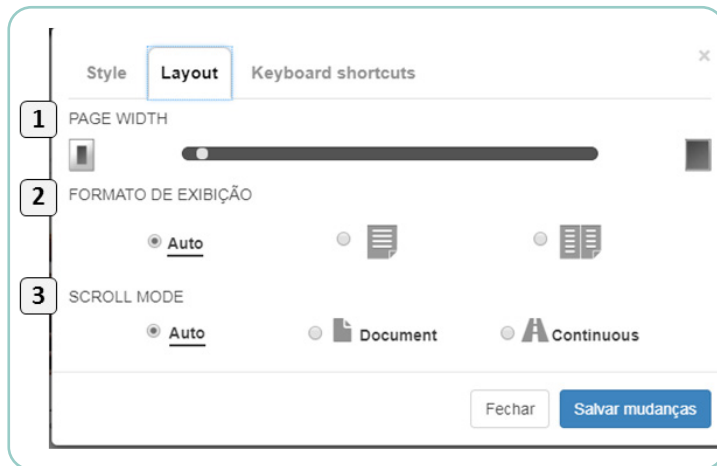 ×
Style Layout Keyboard shortcuts
1 PAGE WIDTH
2 FORMATO DE EXIBIÇÃO
Auto
3 SCROLL MODE
Auto Document Continuous
Fechar Salvar mudanças